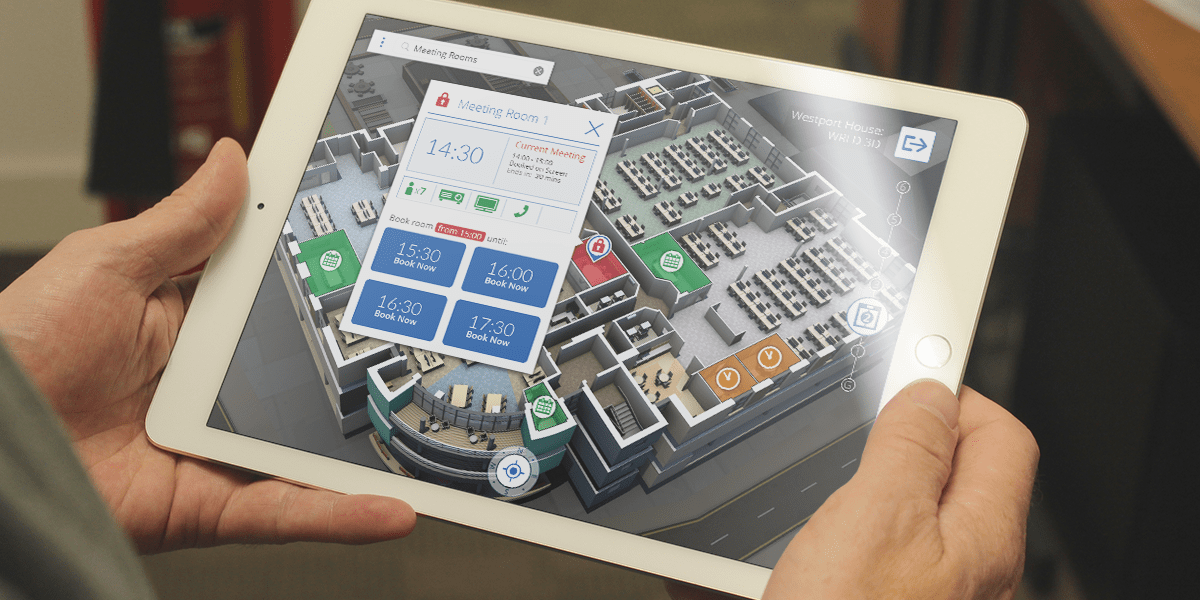 Meeting Rooms
Meeting Room 1
14:30
Current Meeting
14:00 - 15:00
Booked on Screen
Ends in: 30 mins
x7
Book room from 15:00 until:
15:30
Book Now
16:00
Book Now
16:30
Book Now
17:30
Book Now
Westport House:
WRLD 3D
G
2
G